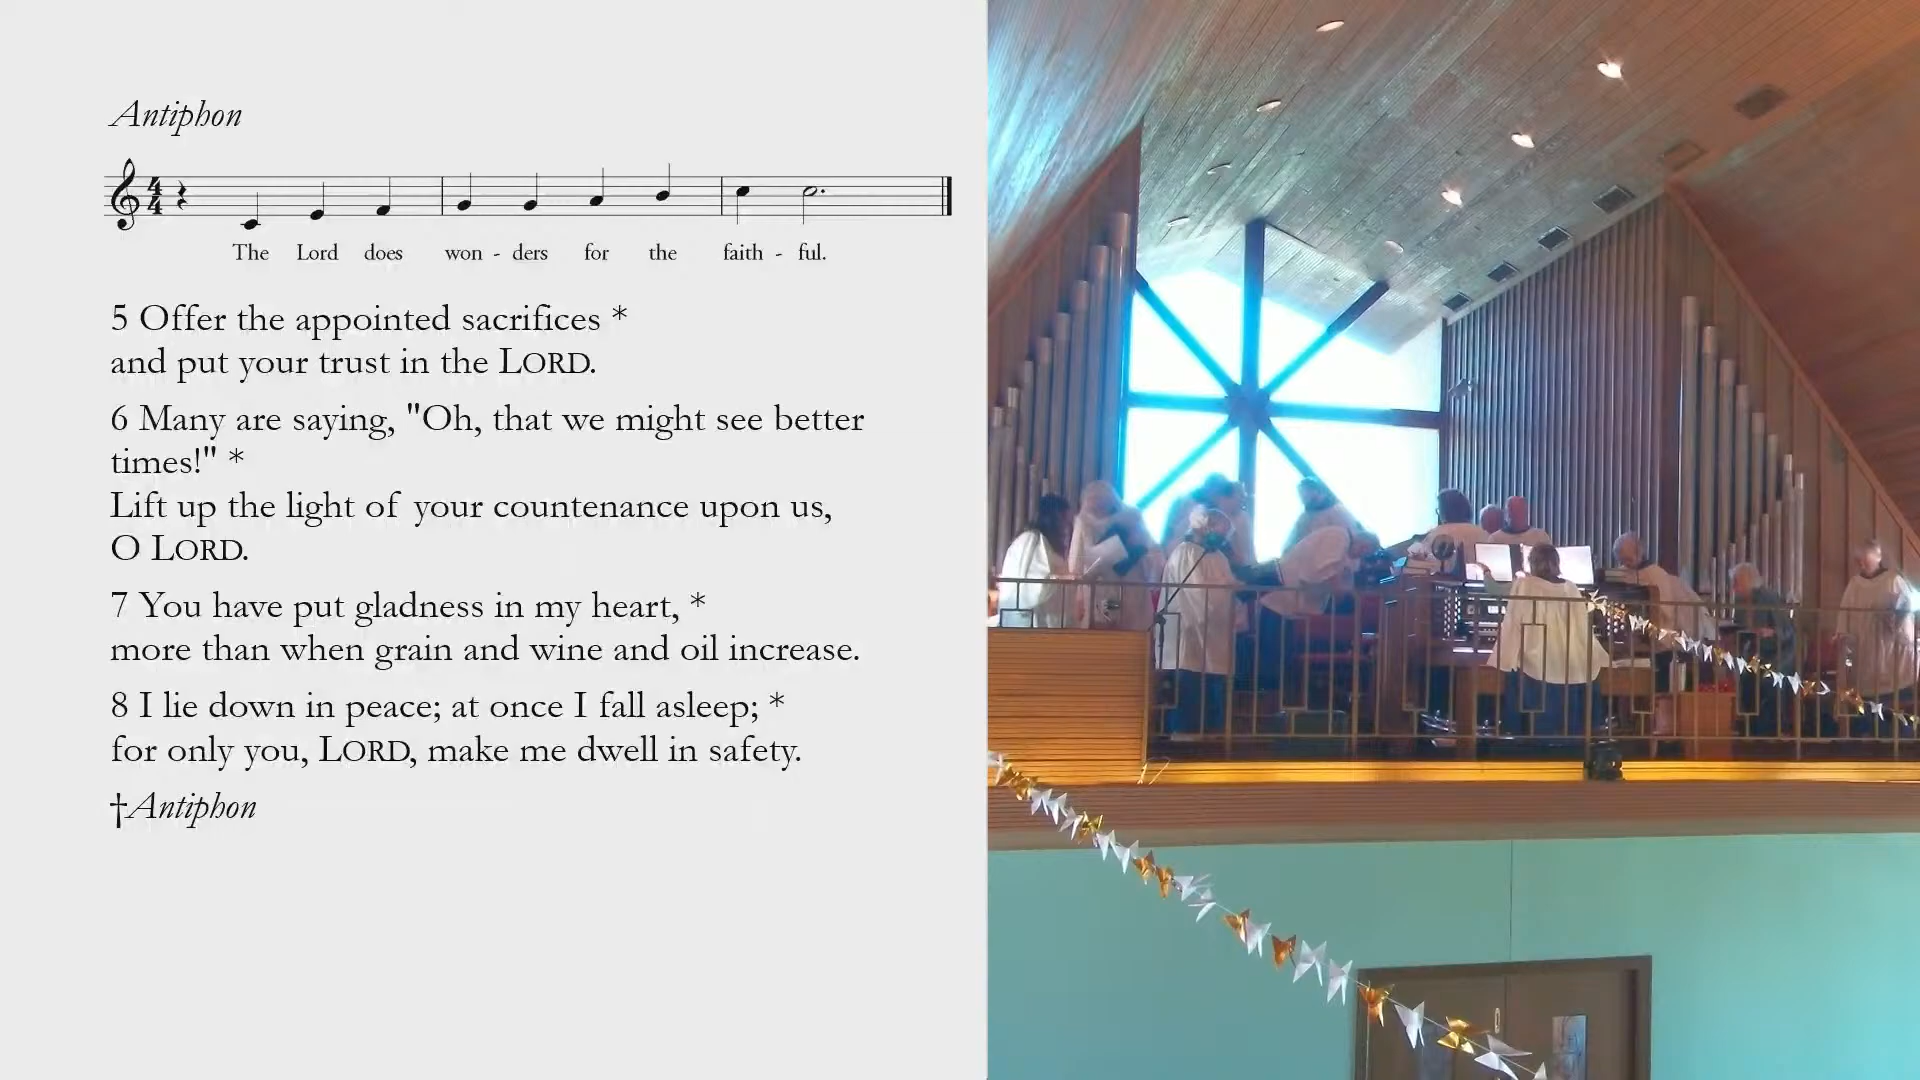 Antiphon
The Lord does won - ders for the faith - ful.
5 Offer the appointed sacrifices *
and put your trust in the LORD.
6 Many are saying, "Oh, that we might see better
times!" *
Lift up the light of your countenance upon us,
O LORD.
7 You have put gladness in my heart, *
more than when grain and wine and oil increase.
8 I lie down in peace; at once I fall asleep; *
for only you, LORD, make me dwell in safety.
†Antiphon